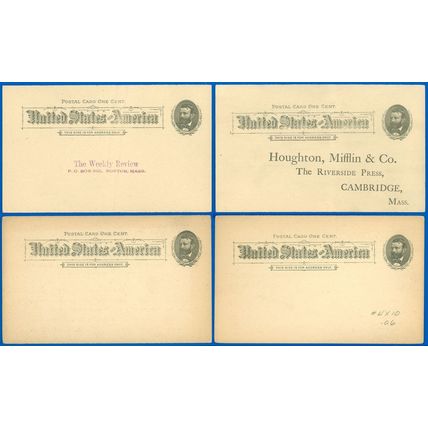 POSTAL CARD ONE CENT.
United States of America
THIS SIDE IS FOR ADDRESS ONLY.
The Weekly Review
BOSTON, MASS.
POSTAL CARD ONE CENT.
United States of America
THIS SIDE IS FOR ADDRESS ONLY.
Houghton, Mifflin & Co.
THE RIVERSIDE PRESS,
CAMBRIDGE,
MASS.
POSTAL CARD ONE CENT.
United States of America
THIS SIDE IS FOR ADDRESS ONLY.
POSTAL CARD ONE CENT.
United States of America
THIS SIDE IS FOR ADDRESS ONLY.
#UX10